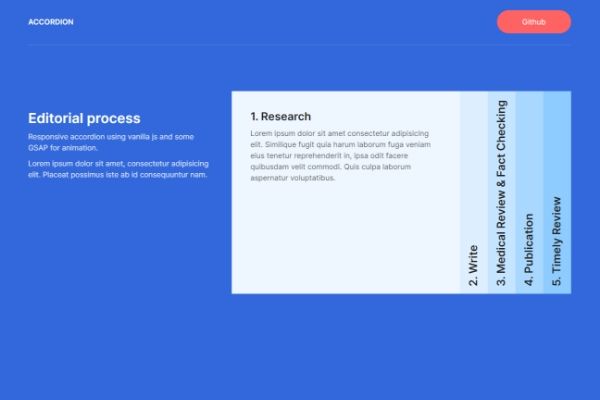 ACCORDION
Github
Editorial process
Responsive accordion using vanilla js and some
GSAP for animation.
Lorem ipsum dolor sit amet, consectetur adipisicing
elit. Placeat possimus iste ab id consequuntur nam.
1. Research
Lorem ipsum dolor sit amet consectetur adipisicing
elit. Similique fugit quia harum laborum fuga veniam
eius tenetur reprehenderit in, ipsa odit facere
quibusdam velit commodi. Quis culpa laborum
aspernatur voluptatibus.
2. Write
3. Medical Review & Fact Checking
4. Publication
5. Timely Review